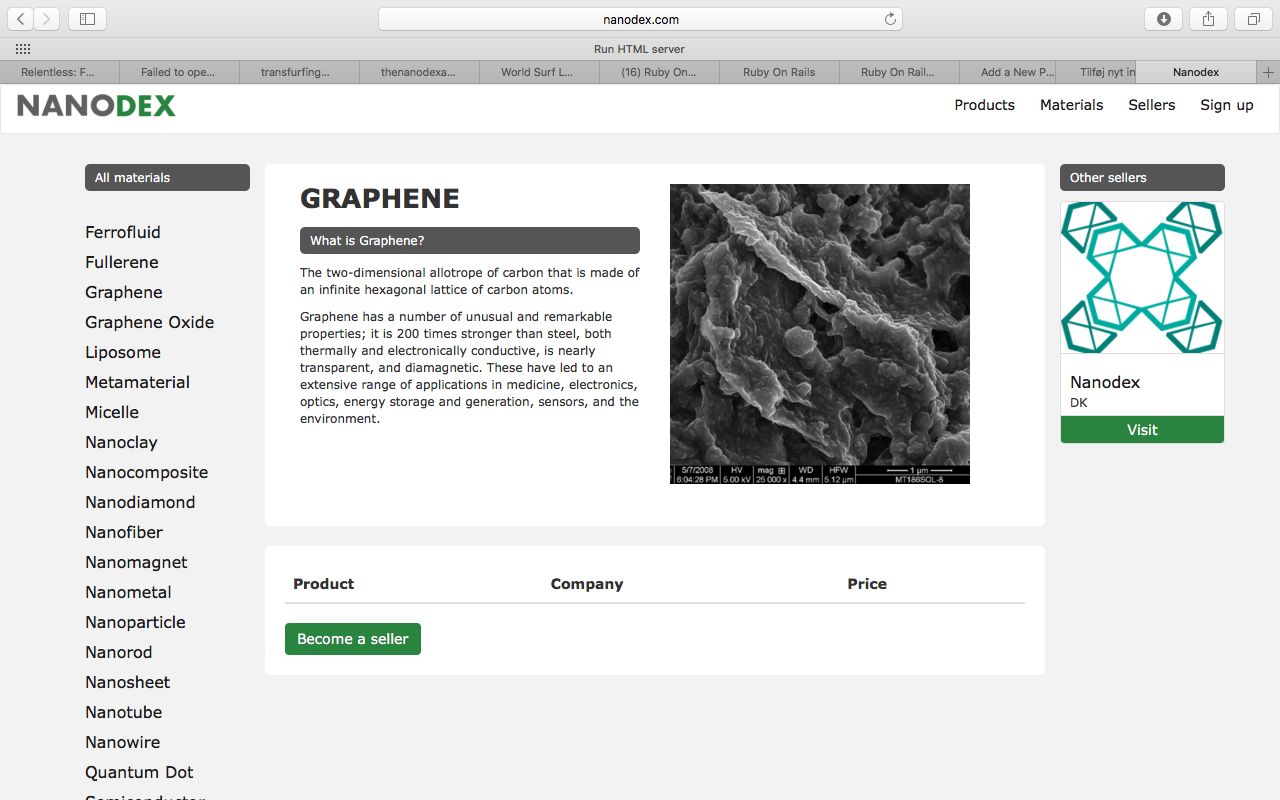 nanodex.com
Run HTML server
Relentless: F...
Failed to ope...
transfurfing...
thenanodexa...
World Surf L...
(16) Ruby On...
Ruby On Rails
Ruby On Rail...
Add a New P...
Tilføj nyt in
Nanodex
NANODEX
Products
Materials
Sellers
Sign up
All materials
Ferrofluid
Fullerene
Graphene
Graphene Oxide
Liposome
Metamaterial
Micelle
Nanoclay
Nanocomposite
Nanodiamond
Nanofiber
Nanomagnet
Nanometal
Nanoparticle
Nanorod
Nanosheet
Nanotube
Nanowire
Quantum Dot
Semiconductor
GRAPHENE
What is Graphene?
The two-dimensional allotrope of carbon that is made of
an infinite hexagonal lattice of carbon atoms.
Graphene has a number of unusual and remarkable
properties; it is 200 times stronger than steel, both
thermally and electronically conductive, is nearly
transparent, and diamagnetic. These have led to an
extensive range of applications in medicine, electronics,
optics, energy storage and generation, sensors, and the
environment.
5/7/2008 HV mag WD HFW 1 µm
6:04:28 PM 5.00 kV 25 000 x 4.4 mm 5.12 µm MT186SOL-8
Other sellers
Nanodex
DK
Visit
Product Company Price
Become a seller